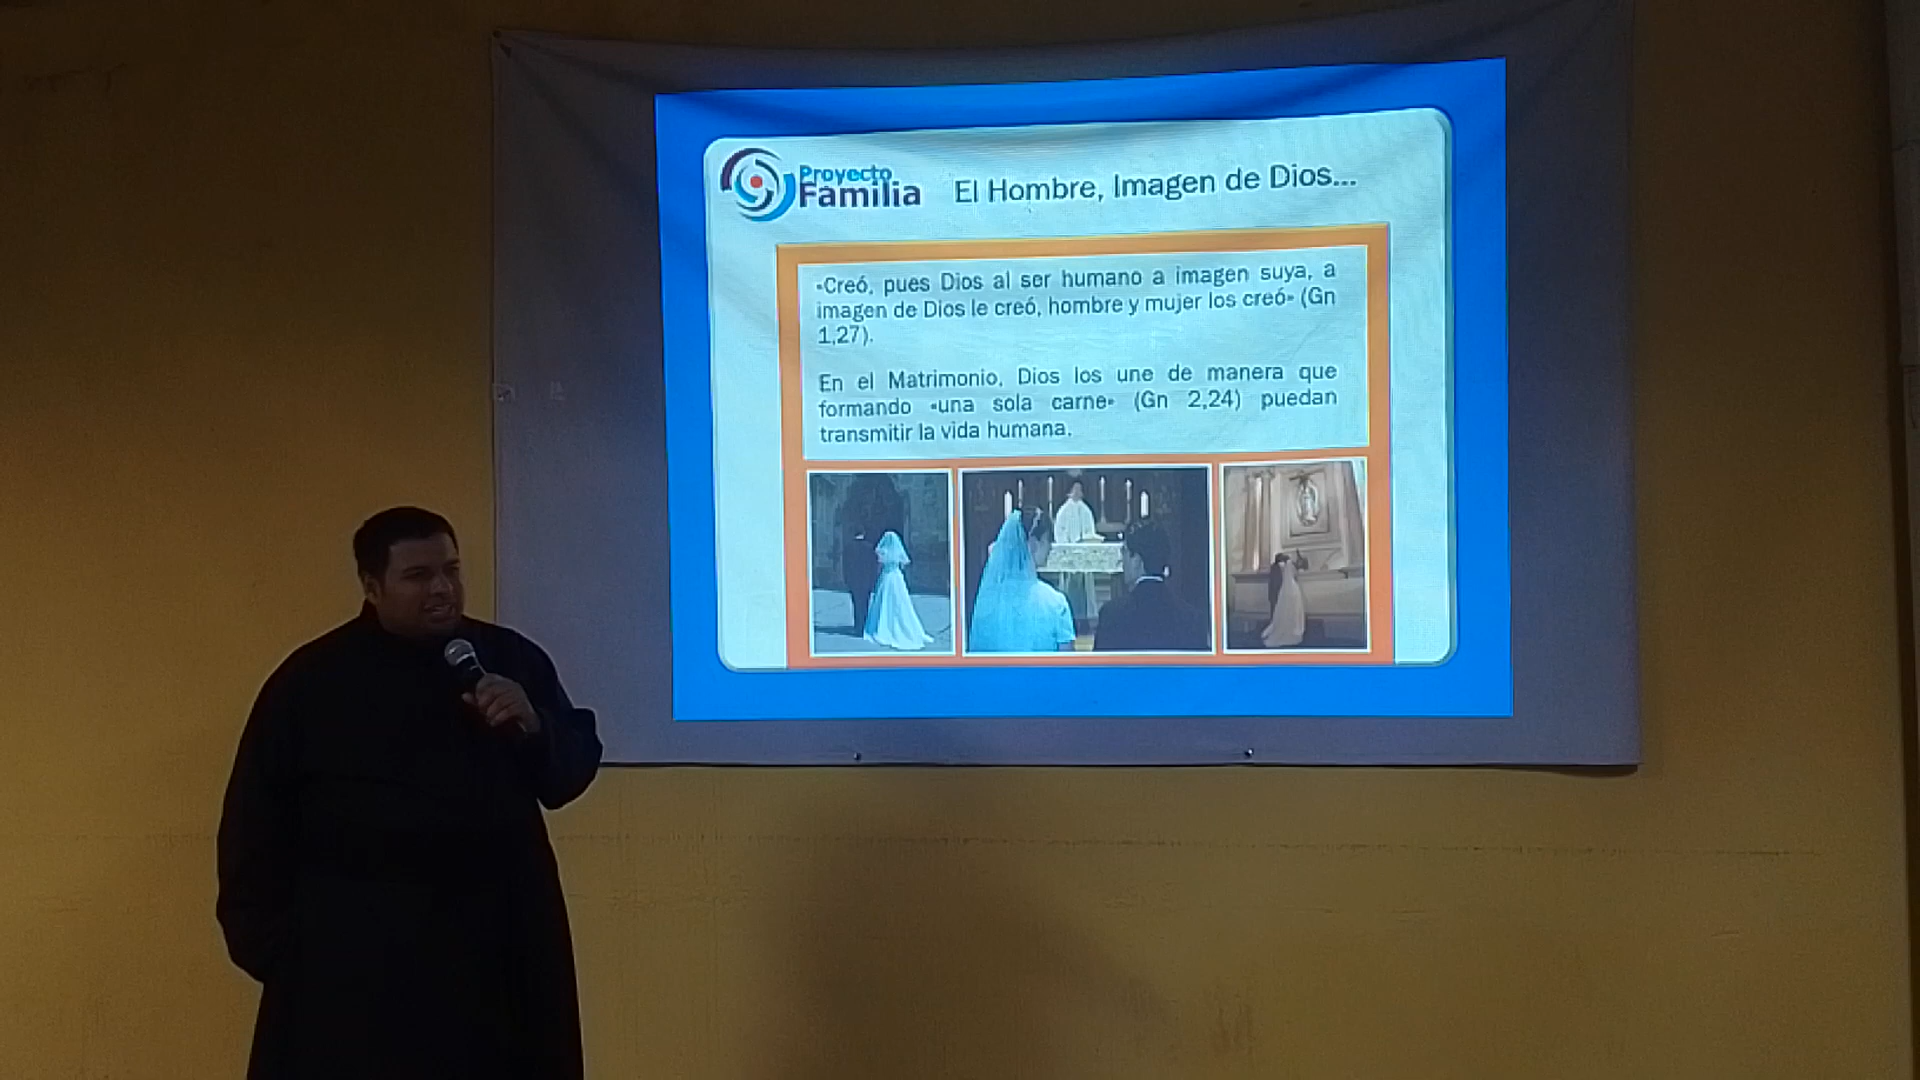 Proyecto
Familia
El Hombre, Imagen de Dios...
«Creó, pues Dios al ser humano a imagen suya, a
imagen de Dios le creó, hombre y mujer los creó» (Gn
1,27).
En el Matrimonio, Dios los une de manera que
formando «una sola carne» (Gn 2,24) puedan
transmitir la vida humana.